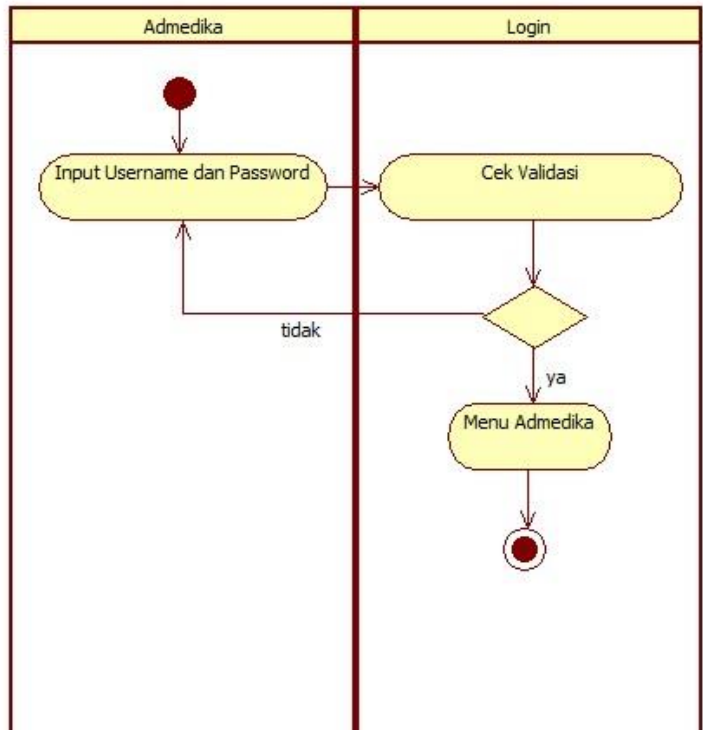 Admedika
Login
Input Username dan Password
Cek Validasi
tidak
ya
Menu Admedika